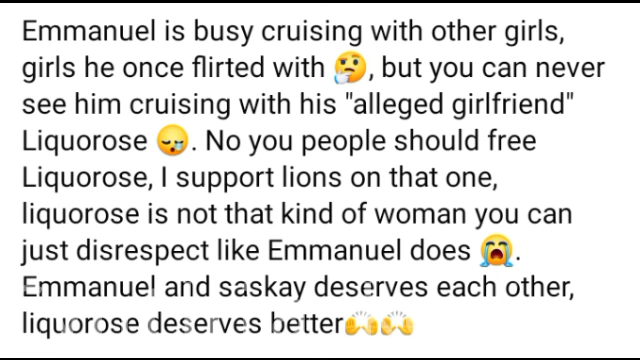 Emmanuel is busy cruising with other girls,
girls he once flirted with 🤔, but you can never
see him cruising with his "alleged girlfriend"
Liquorose 😪. No you people should free
Liquorose, I support lions on that one,
liquorose is not that kind of woman you can
just disrespect like Emmanuel does 😭.
Emmanuel and saskay deserves each other,
liquorose deserves better🙌🙌